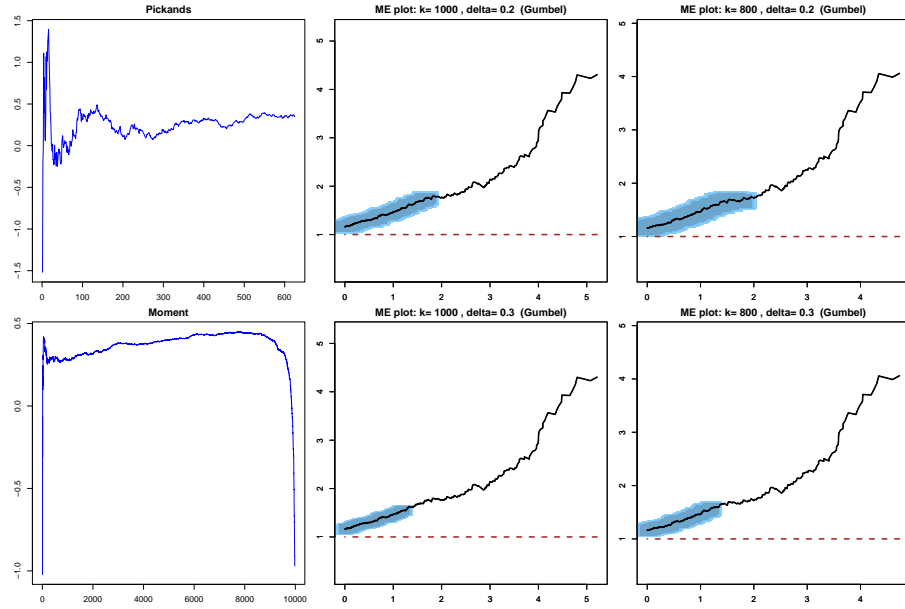 Pickands
ME plot: k= 1000 , delta= 0.2 (Gumbel)
ME plot: k= 800 , delta= 0.2 (Gumbel)
1.5
1.0
0.5
0.0
−0.5
−1.0
−1.5
0 100 200 300 400 500 600
5
4
3
2
1
0 1 2 3 4 5
5
4
3
2
1
0 1 2 3 4
Moment
ME plot: k= 1000 , delta= 0.3 (Gumbel)
ME plot: k= 800 , delta= 0.3 (Gumbel)
0.5
0.0
−0.5
−1.0
0 2000 4000 6000 8000 10000
5
4
3
2
1
0 1 2 3 4 5
5
4
3
2
1
0 1 2 3 4